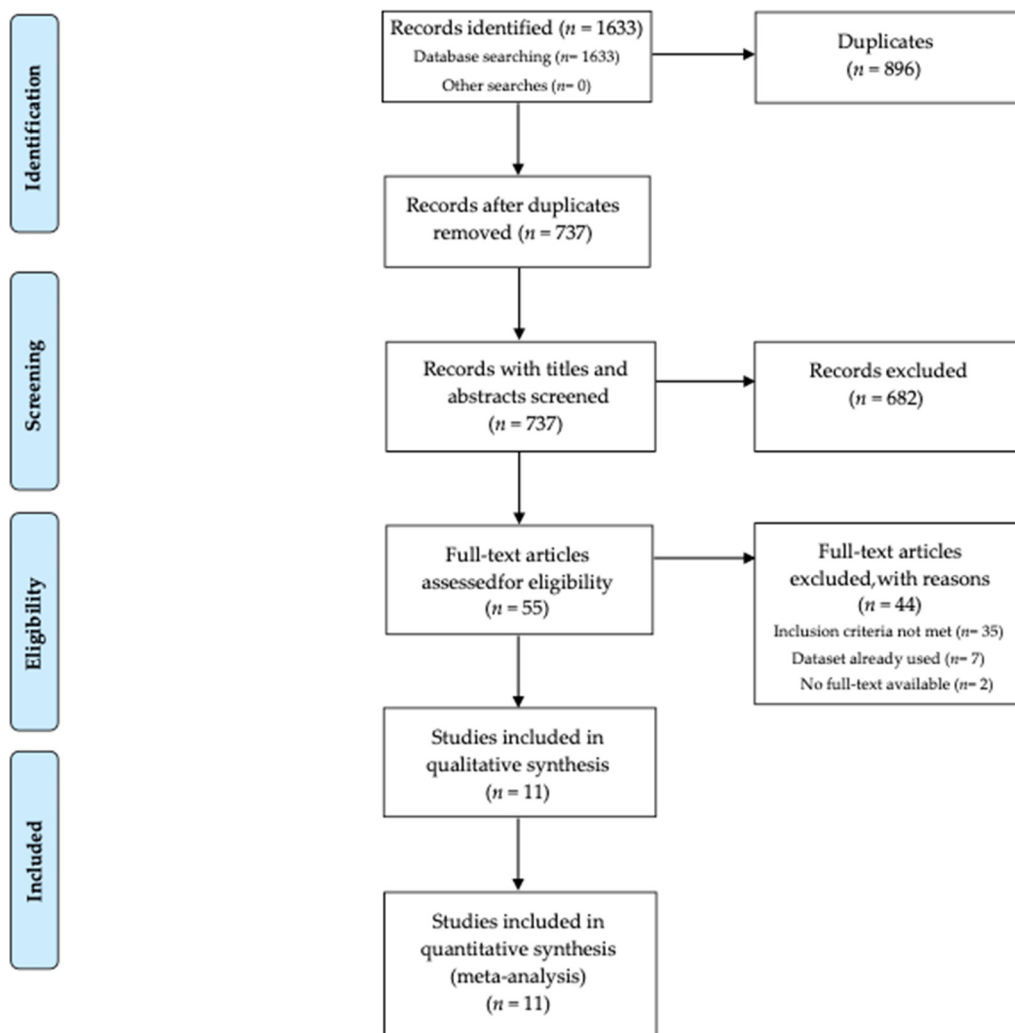 Identification
Records identified (n = 1633)
Database searching (n= 1633)
Other searches (n= 0)
Duplicates
(n = 896)
Records after duplicates
removed (n = 737)
Screening
Records with titles and
abstracts screened
(n = 737)
Records excluded
(n = 682)
Eligibility
Full-text articles
assessedfor eligibility
(n = 55)
Full-text articles
excluded,with reasons
(n = 44)
Inclusion criteria not met (n= 35)
Dataset already used (n= 7)
No full-text available (n= 2)
Included
Studies included in
qualitative synthesis
(n = 11)
Studies included in
quantitative synthesis
(meta-analysis)
(n = 11)